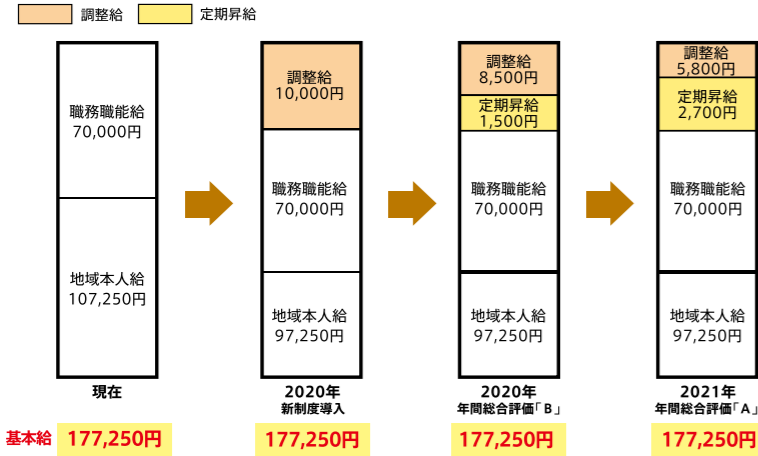 調整給
定期昇給
職務職能給
70,000円
地域本人給
107,250円
現在
調整給
10,000円
職務職能給
70,000円
地域本人給
97,250円
2020年
新制度導入
調整給
8,500円
定期昇給
1,500円
職務職能給
70,000円
地域本人給
97,250円
2020年
年間総合評価「B」
調整給
5,800円
定期昇給
2,700円
職務職能給
70,000円
地域本人給
97,250円
2021年
年間総合評価「A」
基本給
177,250円
177,250円
177,250円
177,250円